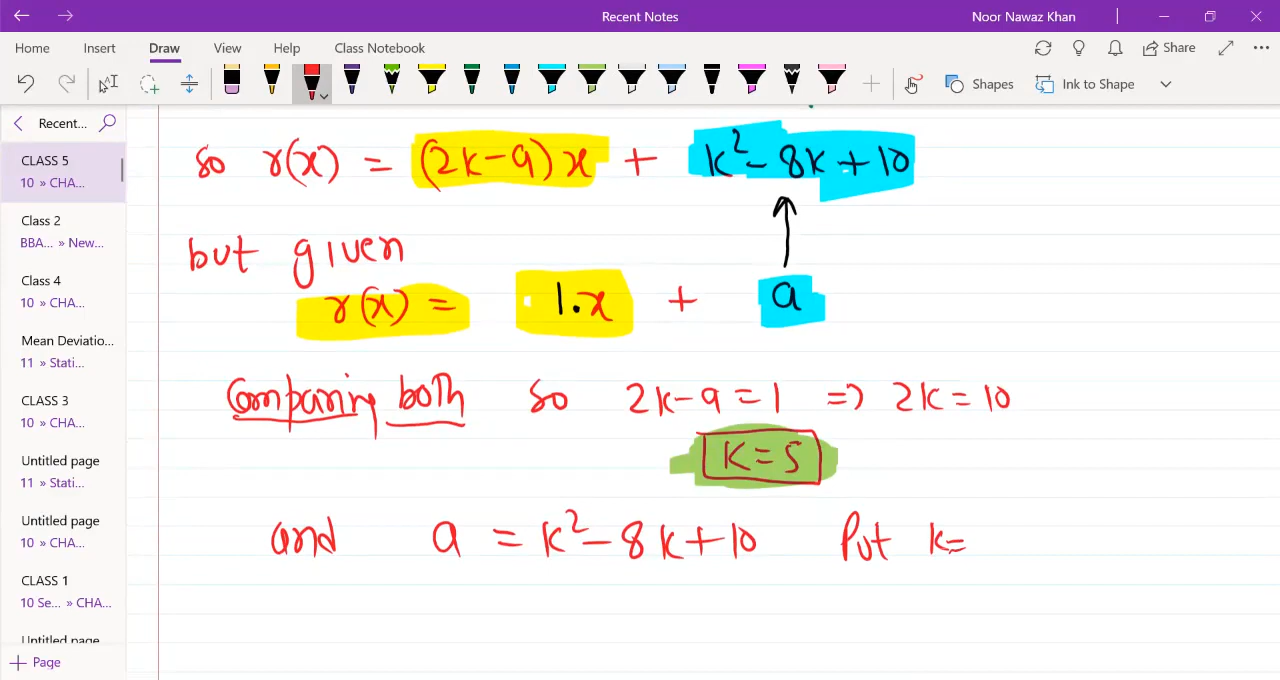 Recent Notes
Noor Nawaz Khan
Home Insert Draw View Help Class Notebook Share
Shapes Ink to Shape
Recent...
CLASS 5
10 » CHA...
Class 2
BBA... » New...
Class 4
10 » CHA...
Mean Deviatio...
11 » Stati...
CLASS 3
10 » CHA...
Untitled page
11 » Stati...
Untitled page
10 » CHA...
CLASS 1
10 Se... » CHA...
Untitled page
Page
so r(x) = (2k-9)x + k²-8k+10
but given
r(x) = 1.x + a
Comparing both so 2k-9=1 => 2k=10
k=5
and a = k²-8k+10 Put k=